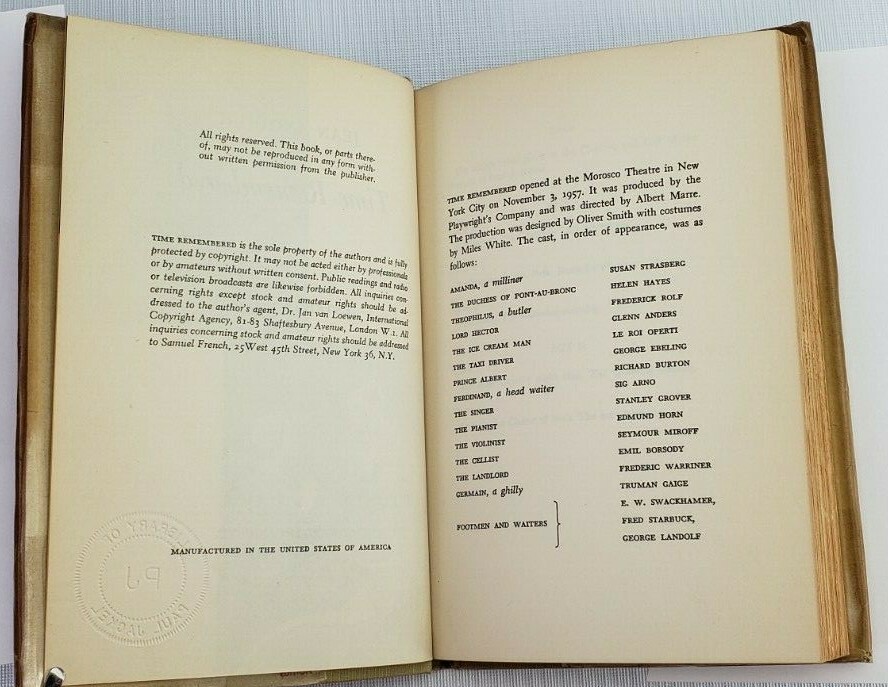 All rights reserved. This book, or parts there-
of, may not be reproduced in any form with-
out written permission from the publisher.
TIME REMEMBERED is the sole property of the authors and is fully
protected by copyright. It may not be acted either by professionals
or by amateurs without written consent. Public readings and radio
or television broadcasts are likewise forbidden. All inquiries con-
cerning rights except stock and amateur rights should be ad-
dressed to the author's agent, Dr. Jan van Loewen, International
Copyright Agency, 81-83 Shaftesbury Avenue, London W.1. All
inquiries concerning stock and amateur rights should be addressed
to Samuel French, 25 West 45th Street, New York 36, N.Y.
MANUFACTURED IN THE UNITED STATES OF AMERICA
LIBRARY OF
PJ
PAUL JACKEL
TIME REMEMBERED opened at the Morosco Theatre in New
York City on November 3, 1957. It was produced by the
Playwright's Company and was directed by Albert Marre.
The production was designed by Oliver Smith with costumes
by Miles White. The cast, in order of appearance, was as
follows:
AMANDA, a milliner SUSAN STRASBERG
THE DUCHESS OF PONT-AU-BRONC HELEN HAYES
THEOPHILUS, a butler FREDERICK ROLF
LORD HECTOR GLENN ANDERS
THE ICE CREAM MAN LE ROI OPERTI
THE TAXI DRIVER GEORGE EBELING
PRINCE ALBERT RICHARD BURTON
FERDINAND, a head waiter SIG ARNO
THE SINGER STANLEY GROVER
THE PIANIST EDMUND HORN
THE VIOLINIST SEYMOUR MIROFF
THE CELLIST EMIL BORSODY
THE LANDLORD FREDERIC WARRINER
GERMAIN, a ghilly TRUMAN GAIGE
FOOTMEN AND WAITERS E. W. SWACKHAMER,
FRED STARBUCK,
GEORGE LANDOLF